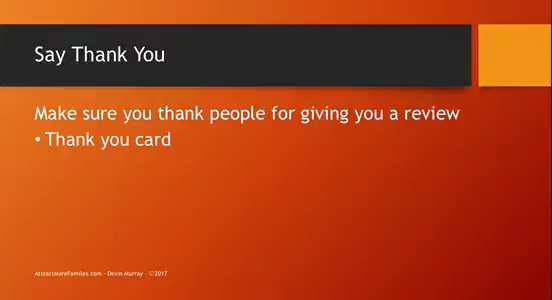 Say Thank You
Make sure you thank people for giving you a review
• Thank you card
AttractMoreFamilies.com - Devin Murray - ©2017